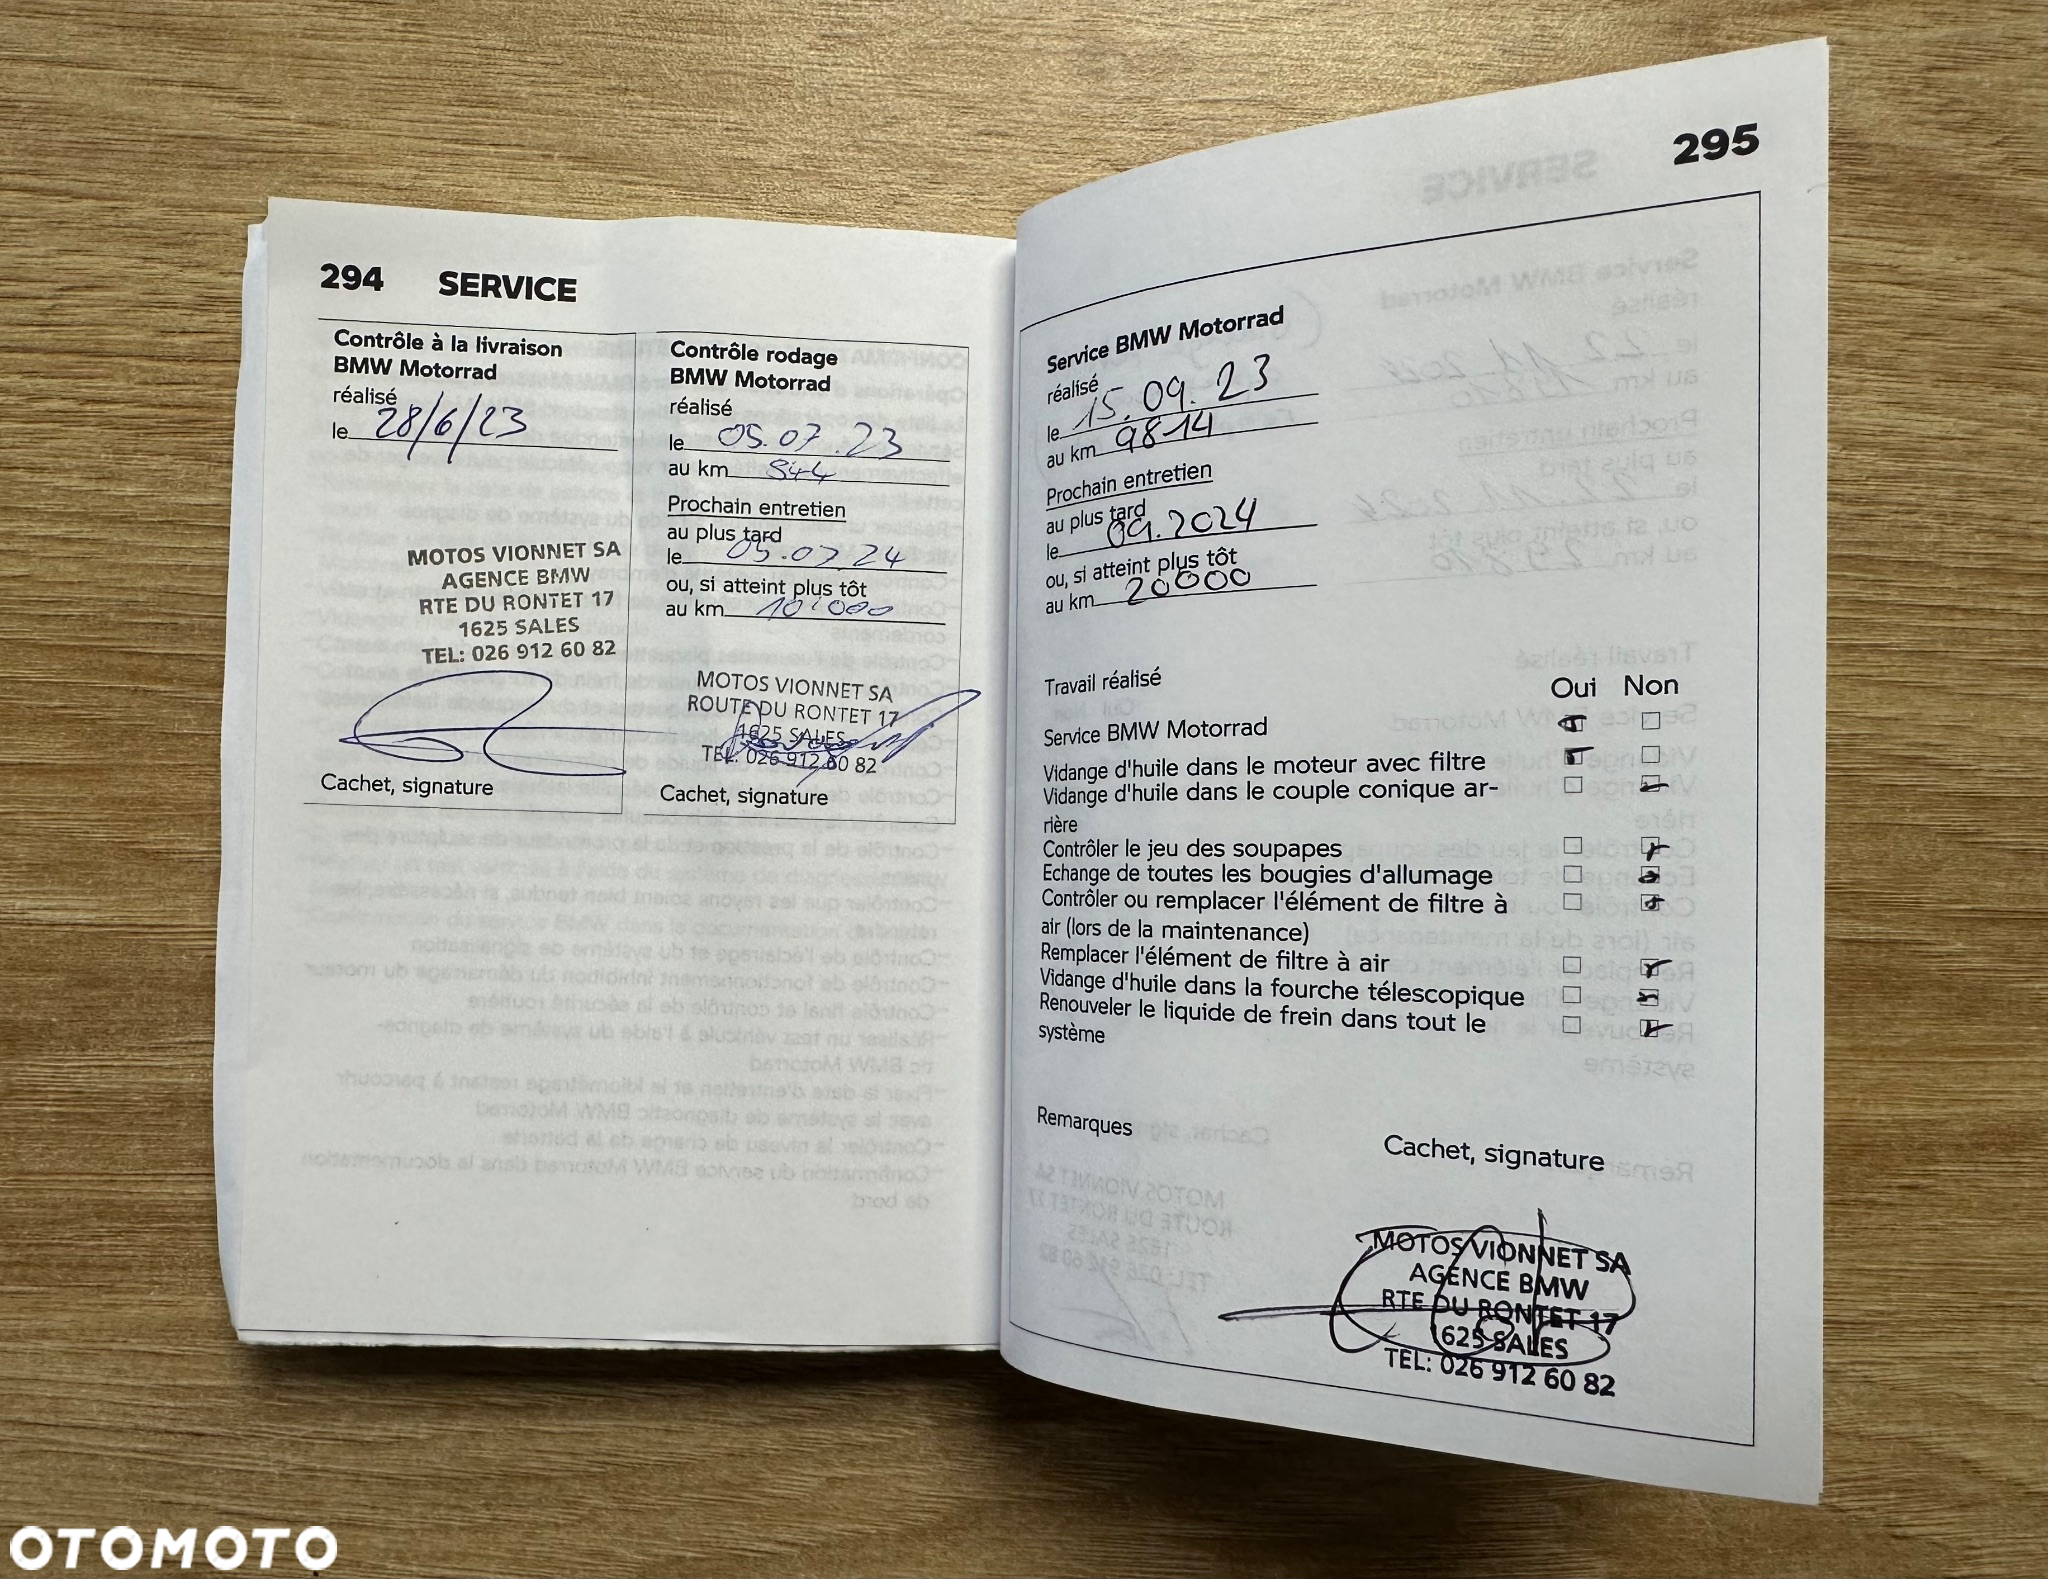 294 SERVICE
Contrôle à la livraison
BMW Motorrad
réalisé
le 28/6/23
MOTOS VIONNET SA
AGENCE BMW
RTE DU RONTET 17
1625 SALES
TEL: 026 912 60 82
Cachet, signature
Contrôle rodage
BMW Motorrad
réalisé
le 05.07.23
au km 844
Prochain entretien
au plus tard
le 05.07.24
ou, si atteint plus tôt
au km 10'000
MOTOS VIONNET SA
ROUTE DU RONTET 17
1625 SALES
TEL: 026 912 60 82
Cachet, signature
295
Service BMW Motorrad
réalisé
le 15.09.23
au km 9814
Prochain entretien
au plus tard
le 09.2024
ou, si atteint plus tôt
au km 20000
Travail réalisé
Oui Non
Service BMW Motorrad
Vidange d'huile dans le moteur avec filtre
Vidange d'huile dans le couple conique ar-
rière
Contrôler le jeu des soupapes
Echange de toutes les bougies d'allumage
Contrôler ou remplacer l'élément de filtre à
air (lors de la maintenance)
Remplacer l'élément de filtre à air
Vidange d'huile dans la fourche télescopique
Renouveler le liquide de frein dans tout le
système
Remarques
Cachet, signature
MOTOS VIONNET SA
AGENCE BMW
RTE DU RONTET 17
1625 SALES
TEL: 026 912 60 82
OTOMOTO